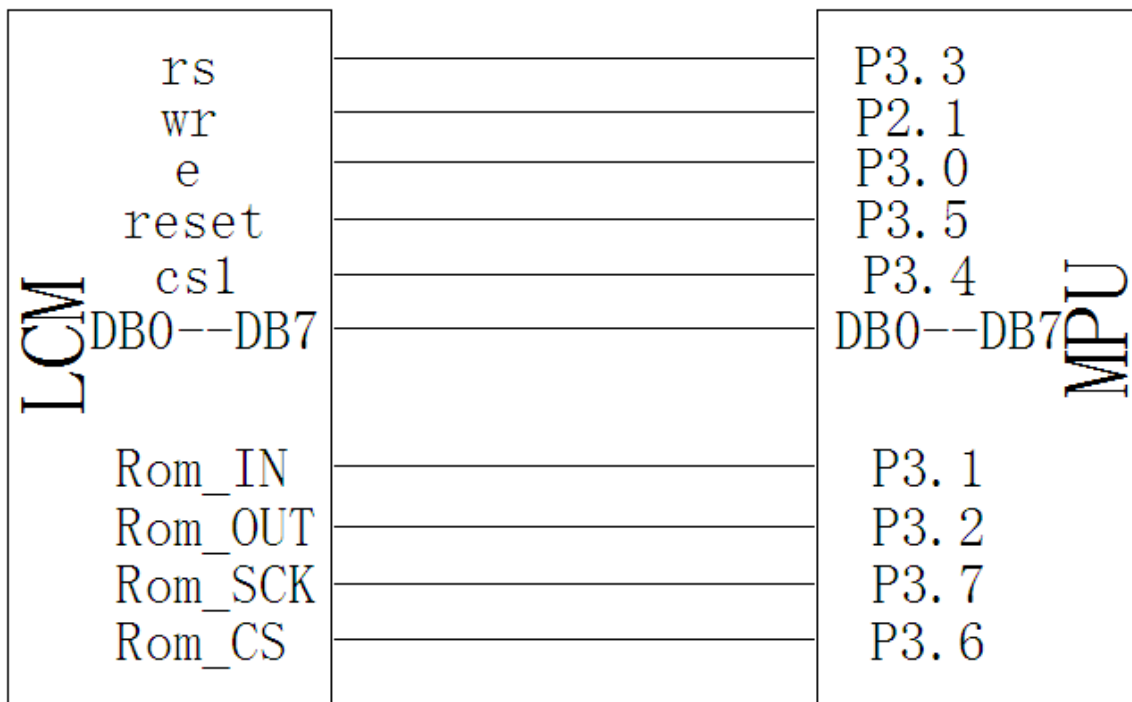 rs P3.3
wr P2.1
e P3.0
reset P3.5
cs1 P3.4
DB0--DB7 DB0--DB7
LCM MPU
Rom_IN P3.1
Rom_OUT P3.2
Rom_SCK P3.7
Rom_CS P3.6